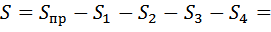 S = Sпр − S1 − S2 − S3 − S4 =